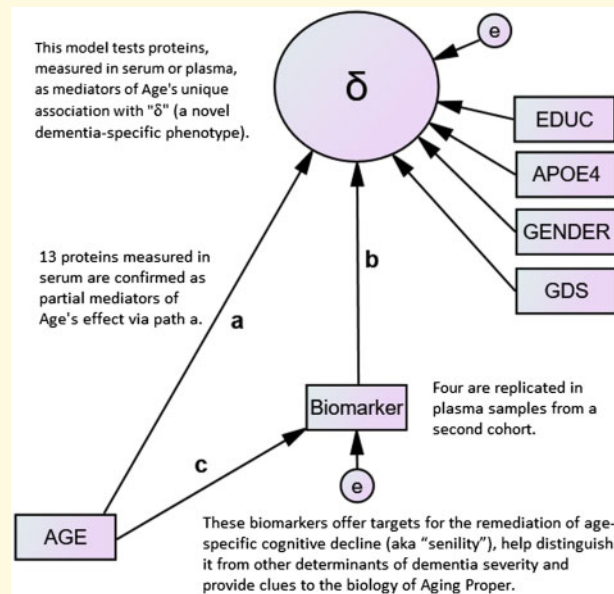 This model tests proteins,
measured in serum or plasma,
as mediators of Age's unique
association with "δ" (a novel
dementia-specific phenotype).
e
δ
EDUC
APOE4
GENDER
GDS
13 proteins measured in
serum are confirmed as
partial mediators of
Age's effect via path a.
a
b
Biomarker
Four are replicated in
plasma samples from a
second cohort.
c
e
AGE
These biomarkers offer targets for the remediation of age-
specific cognitive decline (aka “senility”), help distinguish
it from other determinants of dementia severity and
provide clues to the biology of Aging Proper.